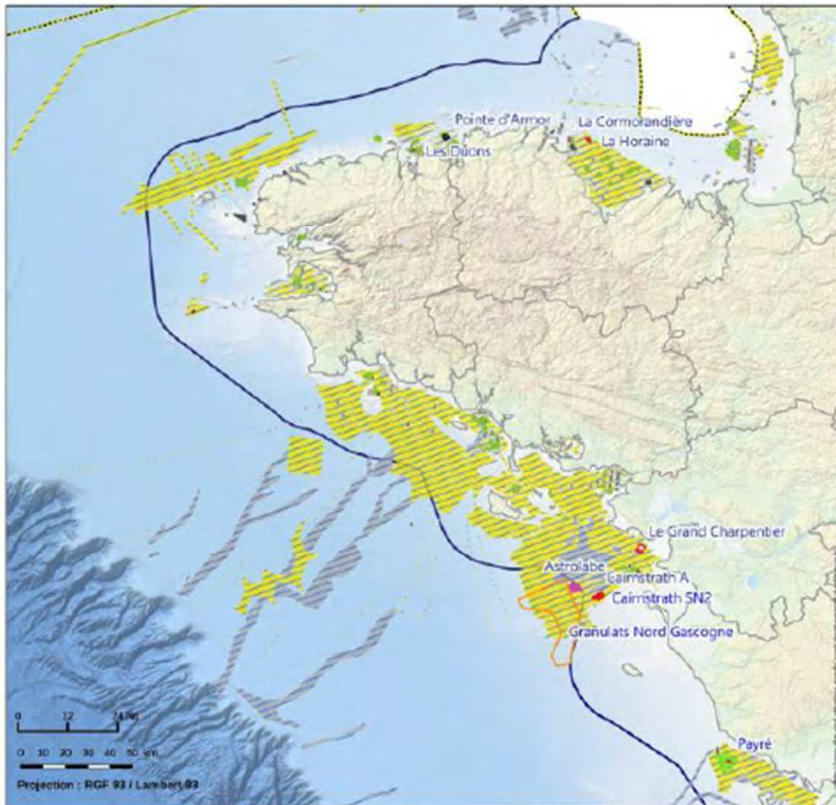 Pointe d'Armor
La Cormorandière
La Horaine
Les Duons
Le Grand Charpentier
Astrolabe
Cairnstrath A
Cairnstrath SN2
Granulats Nord Gascogne
Payré
0 12 24
0 10 20 30 40 50 km
Projection : RGF 93 / Lambert 93